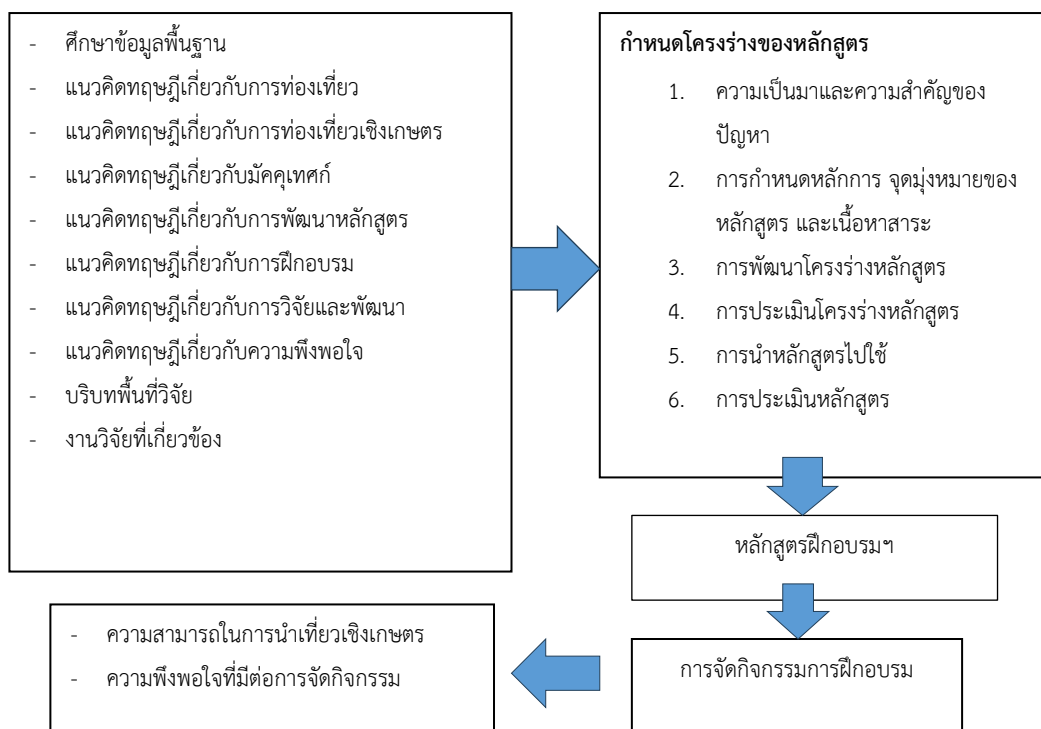 - ศึกษาข้อมูลพื้นฐาน
- แนวคิดทฤษฎีเกี่ยวกับการท่องเที่ยว
- แนวคิดทฤษฎีเกี่ยวกับการท่องเที่ยวเชิงเกษตร
- แนวคิดทฤษฎีเกี่ยวกับมัคคุเทศก์
- แนวคิดทฤษฎีเกี่ยวกับการพัฒนาหลักสูตร
- แนวคิดทฤษฎีเกี่ยวกับการฝึกอบรม
- แนวคิดทฤษฎีเกี่ยวกับการวิจัยและพัฒนา
- แนวคิดทฤษฎีเกี่ยวกับความพึงพอใจ
- บริบทพื้นที่วิจัย
- งานวิจัยที่เกี่ยวข้อง
กำหนดโครงร่างของหลักสูตร
1. ความเป็นมาและความสำคัญของ
ปัญหา
2. การกำหนดหลักการ จุดมุ่งหมายของ
หลักสูตร และเนื้อหาสาระ
3. การพัฒนาโครงร่างหลักสูตร
4. การประเมินโครงร่างหลักสูตร
5. การนำหลักสูตรไปใช้
6. การประเมินหลักสูตร
หลักสูตรฝึกอบรมฯ
การจัดกิจกรรมการฝึกอบรม
- ความสามารถในการนำเที่ยวเชิงเกษตร
- ความพึงพอใจที่มีต่อการจัดกิจกรรม